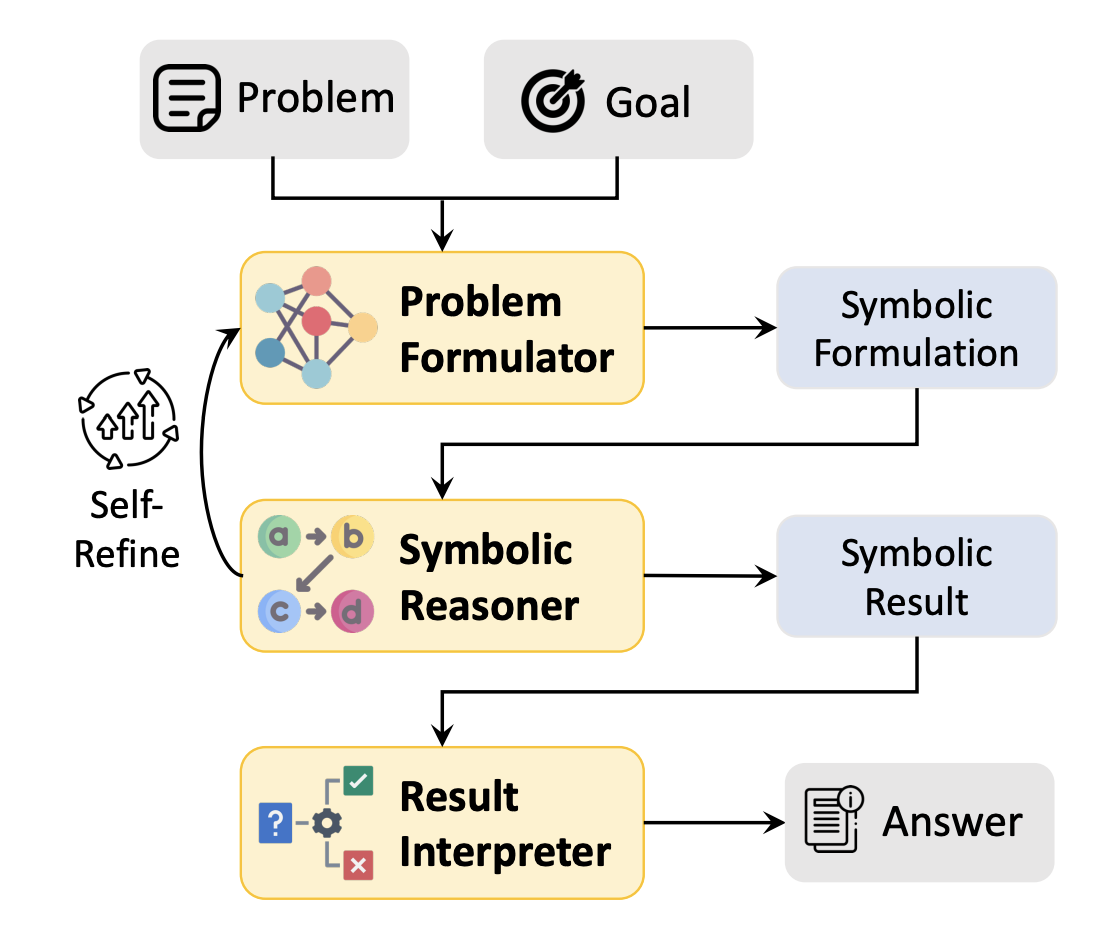 Problem
Goal
Problem
Formulator
Symbolic
Formulation
Self-
Refine
a
b
c
d
Symbolic
Reasoner
Symbolic
Result
?
Result
Interpreter
i
Answer